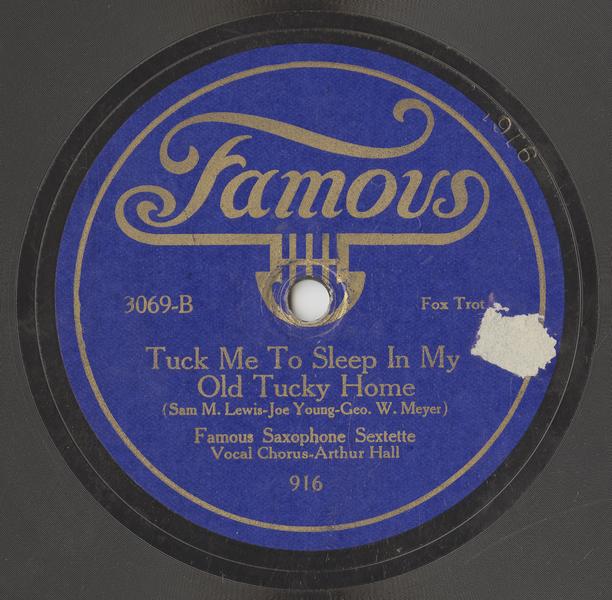 Famous
3069-B
Fox Trot
Tuck Me To Sleep In My
Old Tucky Home
(Sam M. Lewis-Joe Young-Geo. W. Meyer)
Famous Saxophone Sextette
Vocal Chorus-Arthur Hall
916